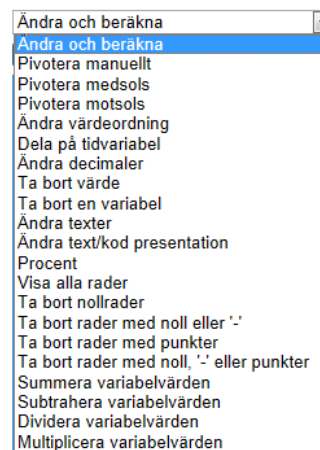 Ändra och beräkna
Ändra och beräkna
Pivotera manuellt
Pivotera medsols
Pivotera motsols
Ändra värdeordning
Dela på tidvariabel
Ändra decimaler
Ta bort värde
Ta bort en variabel
Ändra texter
Ändra text/kod presentation
Procent
Visa alla rader
Ta bort nollrader
Ta bort rader med noll eller '-'
Ta bort rader med punkter
Ta bort rader med noll, '-' eller punkter
Summera variabelvärden
Subtrahera variabelvärden
Dividera variabelvärden
Multiplicera variabelvärden